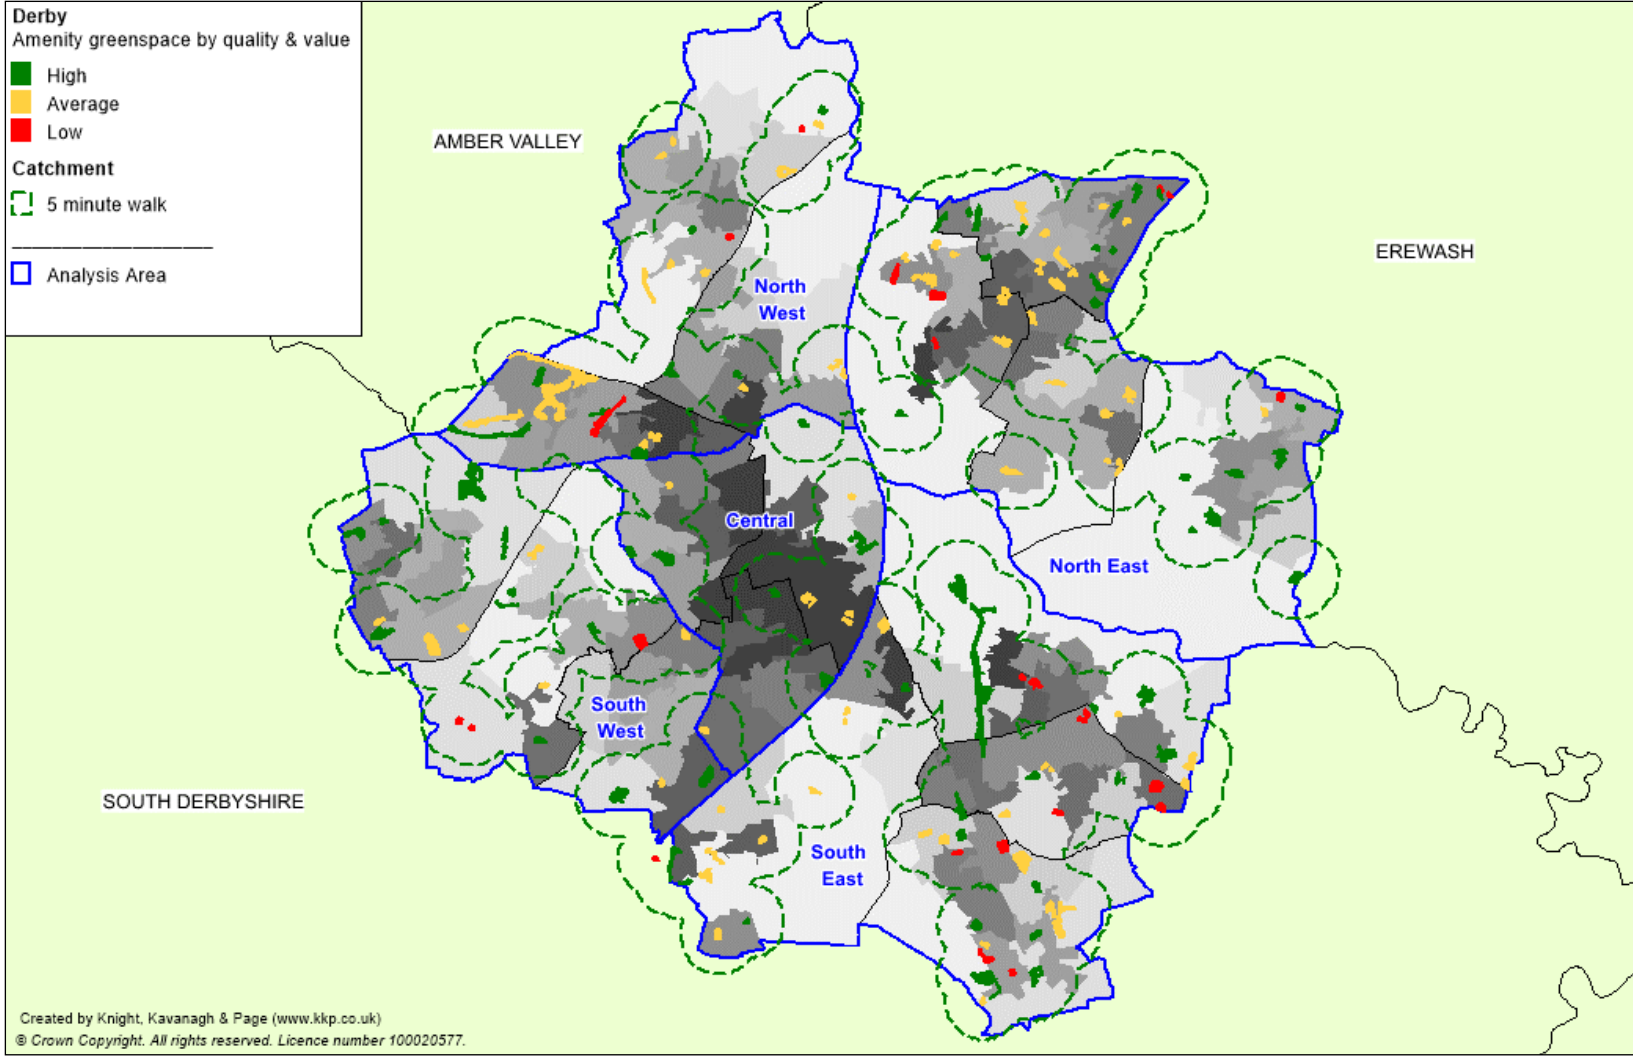 Derby
Amenity greenspace by quality & value
High
Average
Low
Catchment
5 minute walk
Analysis Area
AMBER VALLEY
EREWASH
North
West
Central
North East
South
West
SOUTH DERBYSHIRE
South
East
Created by Knight, Kavanagh & Page (www.kkp.co.uk)
© Crown Copyright. All rights reserved. Licence number 100020577.